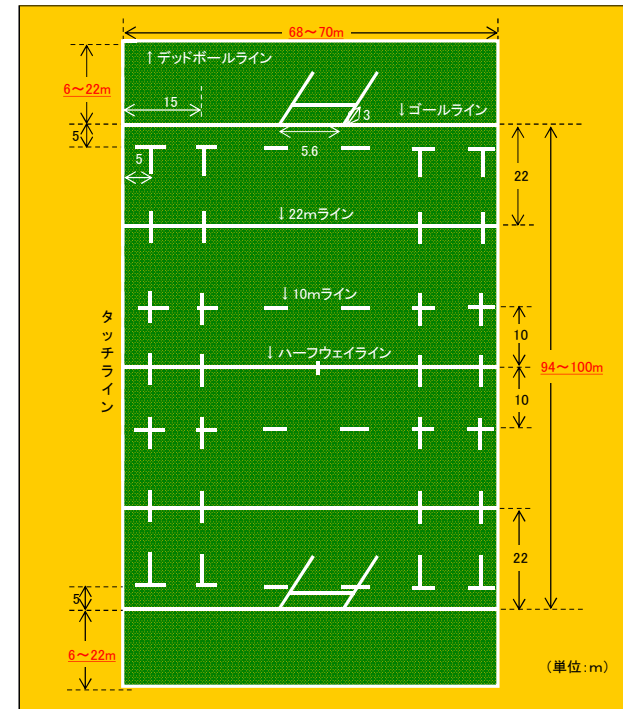 68～70m
↑デッドボールライン
6～22m
15
↓ゴールライン
3
5
5.6
5
22
↓22mライン
↓10mライン
タッチライン
10
↓ハーフウェイライン
94～100m
10
22
5
6～22m
(単位:m)